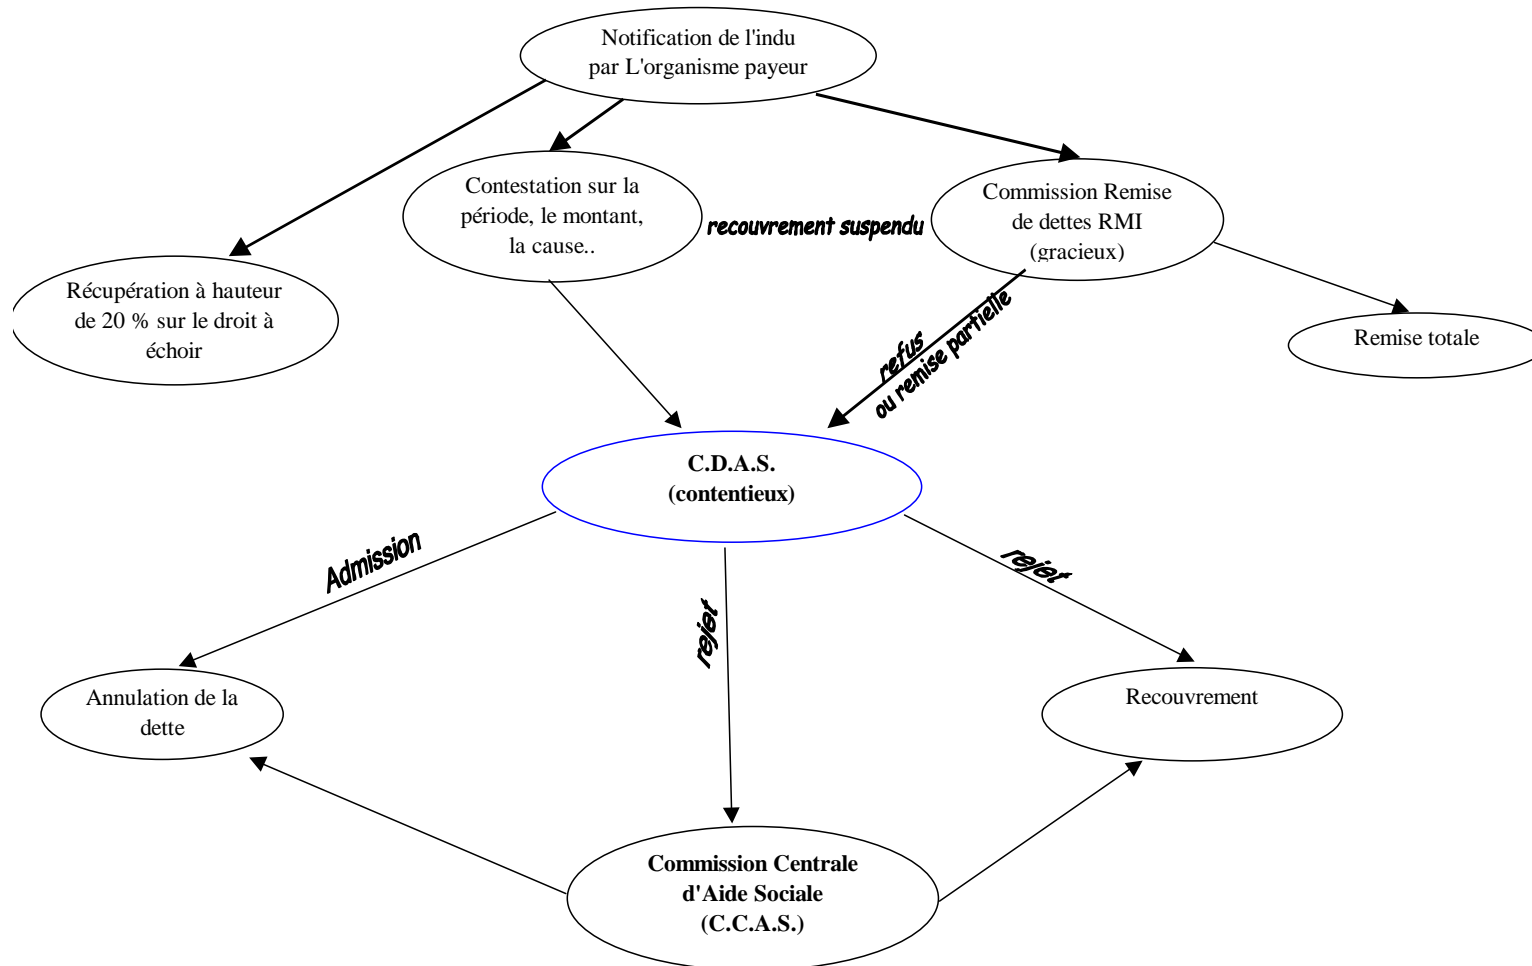 Notification de l'indu
par L'organisme payeur
Contestation sur la
période, le montant,
la cause..
recouvrement suspendu
Commission Remise
de dettes RMI
(gracieux)
Récupération à hauteur
de 20 % sur le droit à
échoir
refus
ou remise partielle
Remise totale
C.D.A.S.
(contentieux)
Admission
rejet
rejet
Annulation de la
dette
Recouvrement
Commission Centrale
d'Aide Sociale
(C.C.A.S.)